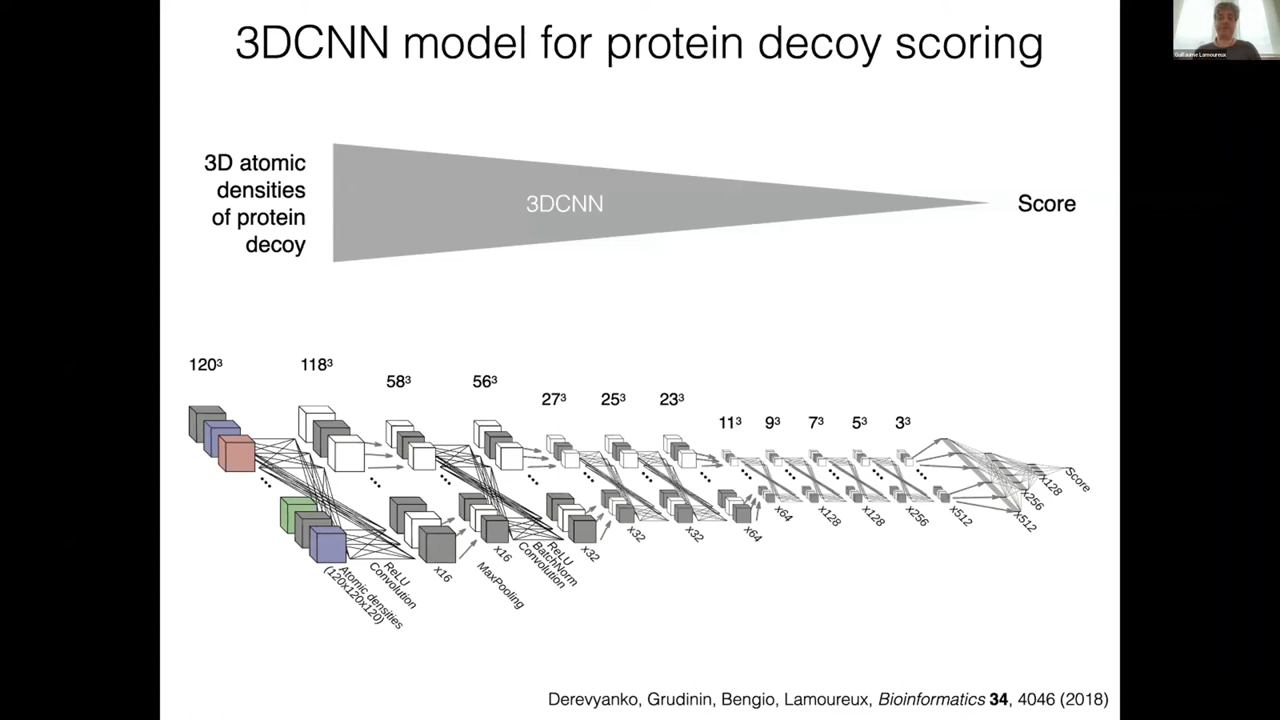 3DCNN model for protein decoy scoring
Guillaume Lamoureux
3D atomic
densities
of protein
decoy
3DCNN
Score
120³
118³
58³
56³
27³
25³
23³
11³
9³
7³
5³
3³
Atomic densities
(120x120x120)
ReLU
Convolution
x16
MaxPooling
x16
ReLU
BatchNorm
Convolution
x32
x32
x32
x64
x64
x128
x128
x256
x512
x512
x256
x128
Score
Derevyanko, Grudinin, Bengio, Lamoureux, Bioinformatics 34, 4046 (2018)